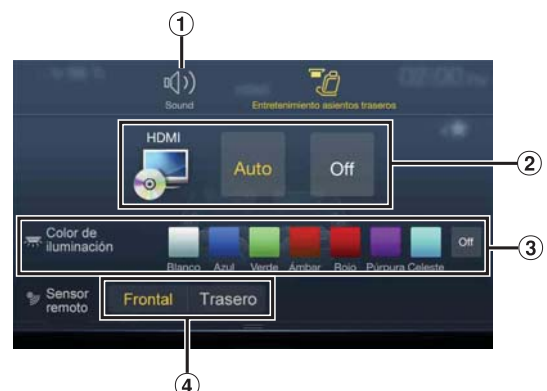 1
Sound
Entretenimiento asientos traseros
HDMI
Auto
Off
2
Color de iluminación
Blanco Azul Verde Ámbar Rojo Púrpura Celeste
Off
3
Sensor remoto
Frontal Trasero
4